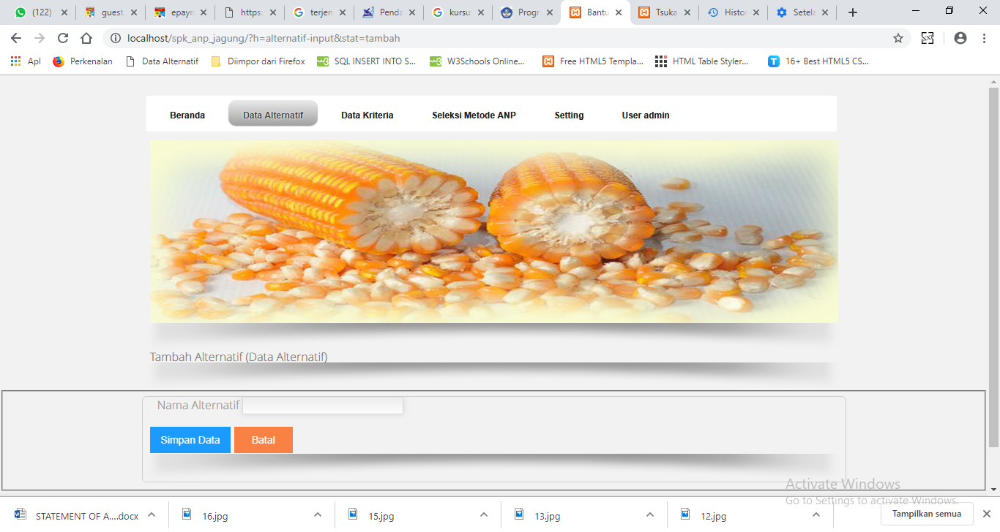 (122)
guest
epayr
https:
terjen
Penda
kursu
Progr
Bantu
Tsuka
Histo
Setela
localhost/spk_anp_jagung/?h=alternatif-input&stat=tambah
Apl
Perkenalan
Data Alternatif
Diimpor dari Firefox
SQL INSERT INTO S...
W3Schools Online...
Free HTML5 Templa...
HTML Table Styler...
16+ Best HTML5 CS...
Beranda
Data Alternatif
Data Kriteria
Seleksi Metode ANP
Setting
User admin
Tambah Alternatif (Data Alternatif)
Nama Alternatif
Simpan Data
Batal
Activate Windows
Go to Settings to activate Windows.
STATEMENT OF A....docx
16.jpg
15.jpg
13.jpg
12.jpg
Tampilkan semua